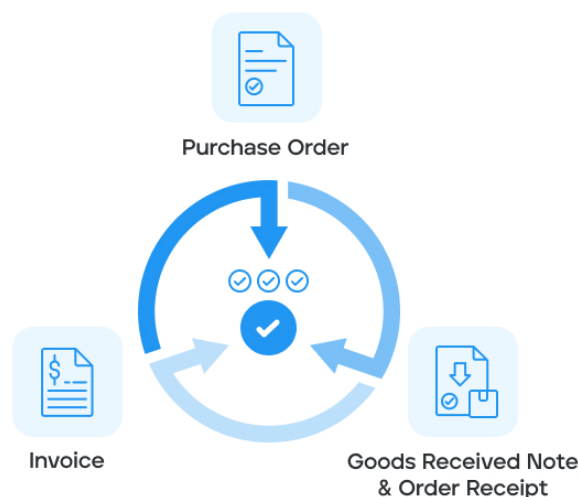 Purchase Order
$
Invoice
Goods Received Note
& Order Receipt